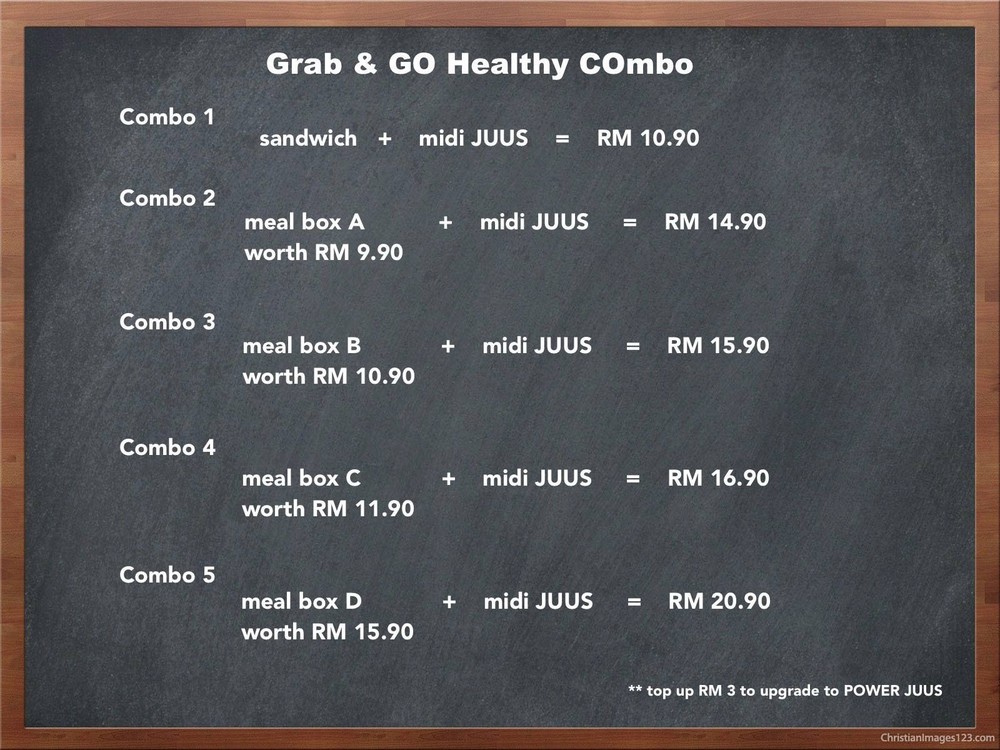 Grab & GO Healthy COmbo
Combo 1
sandwich + midi JUUS = RM 10.90
Combo 2
meal box A + midi JUUS = RM 14.90
worth RM 9.90
Combo 3
meal box B + midi JUUS = RM 15.90
worth RM 10.90
Combo 4
meal box C + midi JUUS = RM 16.90
worth RM 11.90
Combo 5
meal box D + midi JUUS = RM 20.90
worth RM 15.90
** top up RM 3 to upgrade to POWER JUUS
ChristianImages123.com